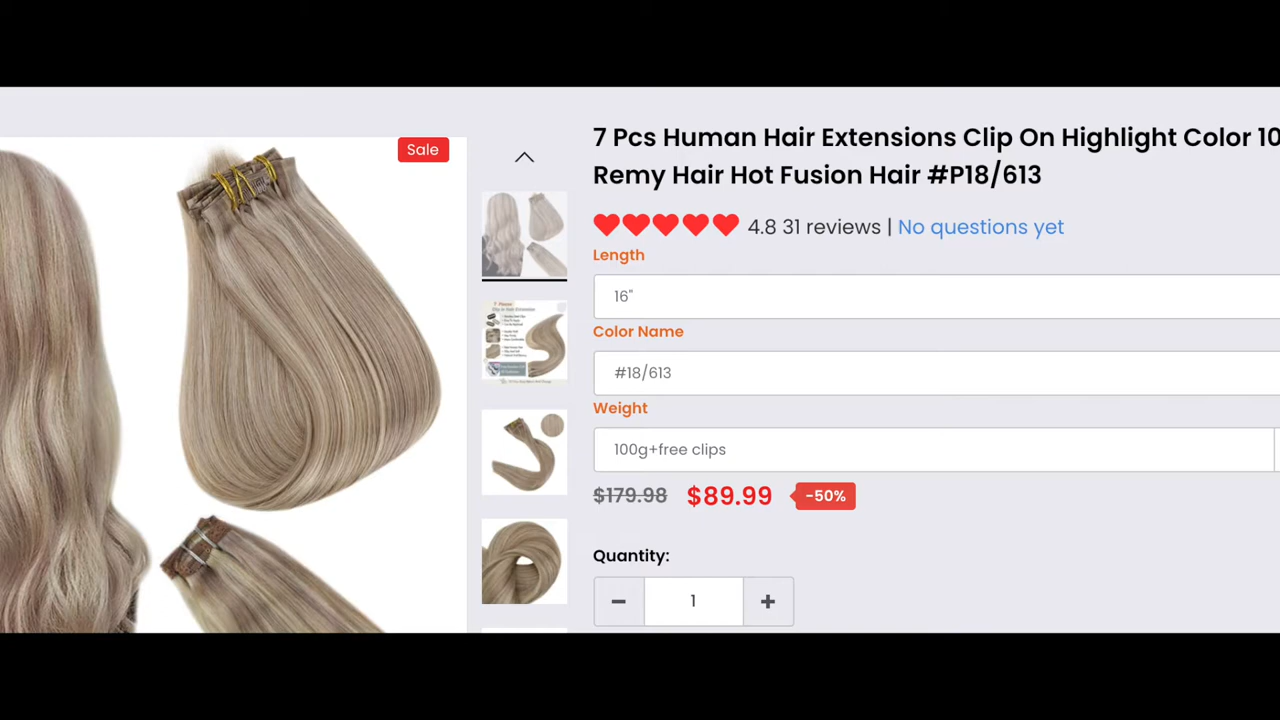 Sale
7 Pcs Human Hair Extensions Clip On Highlight Color 10
Remy Hair Hot Fusion Hair #P18/613
4.8 31 reviews | No questions yet
Length
16"
Color Name
#18/613
Weight
100g+free clips
$179.98 $89.99 -50%
Quantity:
− 1 +